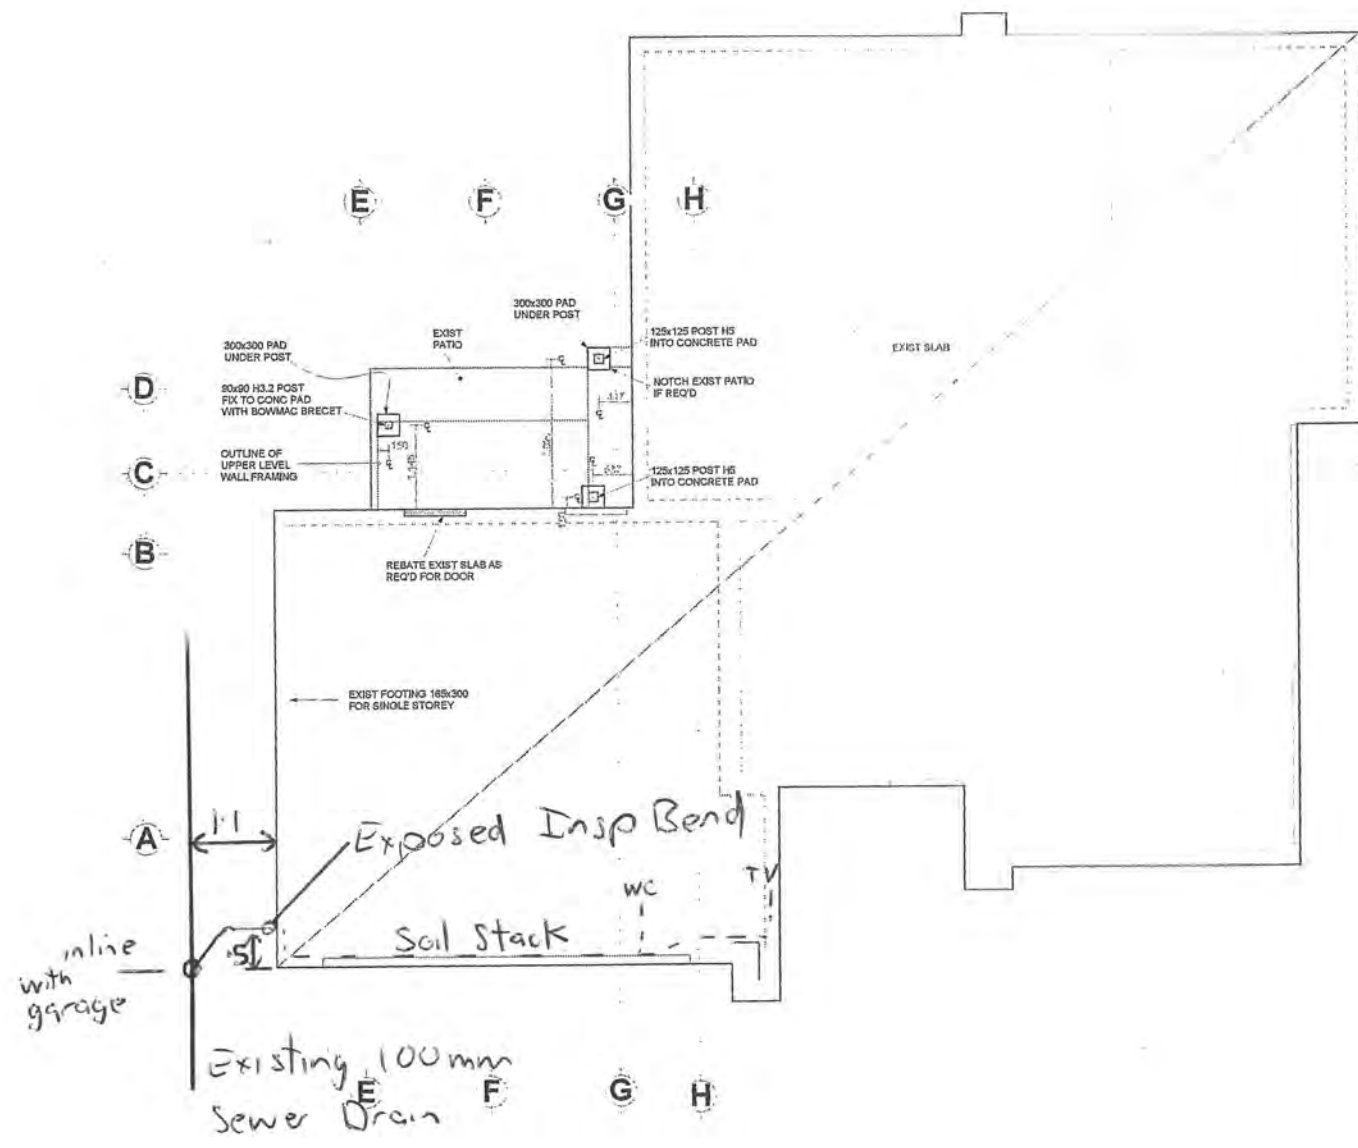 E F G H
300x300 PAD
UNDER POST
125x125 POST H5
INTO CONCRETE PAD
EXIST
PATIO
300x300 PAD
UNDER POST
EXIST SLAB
D
NOTCH EXIST PATIO
IF REQ'D
90x90 H3.2 POST
FIX TO CONC PAD
WITH BOWMAC BRECET
150
OUTLINE OF
UPPER LEVEL
WALL FRAMING
C
125x125 POST H5
INTO CONCRETE PAD
B
REBATE EXIST SLAB AS
REQ'D FOR DOOR
EXIST FOOTING 165x300
FOR SINGLE STOREY
A
1.1
Exposed Insp Bend
WC
TV
Soil Stack
.5
inline
with
garage
Existing 100mm
Sewer Drain
E F G H